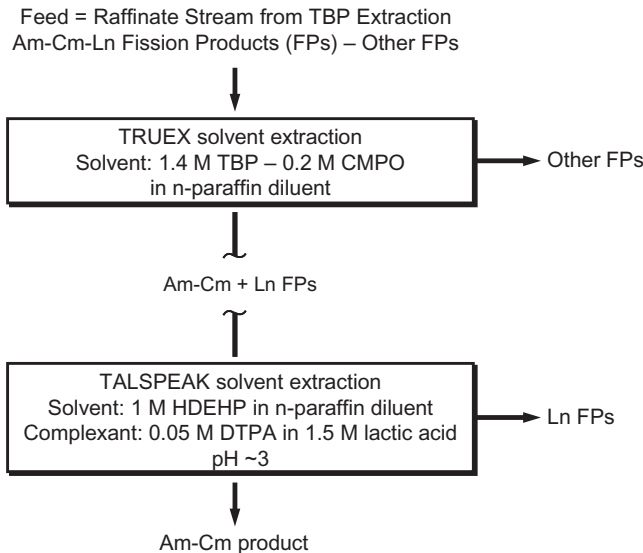 Feed = Raffinate Stream from TBP Extraction
Am-Cm-Ln Fission Products (FPs) – Other FPs
TRUEX solvent extraction
Solvent: 1.4 M TBP – 0.2 M CMPO
in n-paraffin diluent
Other FPs
Am-Cm + Ln FPs
TALSPEAK solvent extraction
Solvent: 1 M HDEHP in n-paraffin diluent
Complexant: 0.05 M DTPA in 1.5 M lactic acid
pH ~3
Ln FPs
Am-Cm product